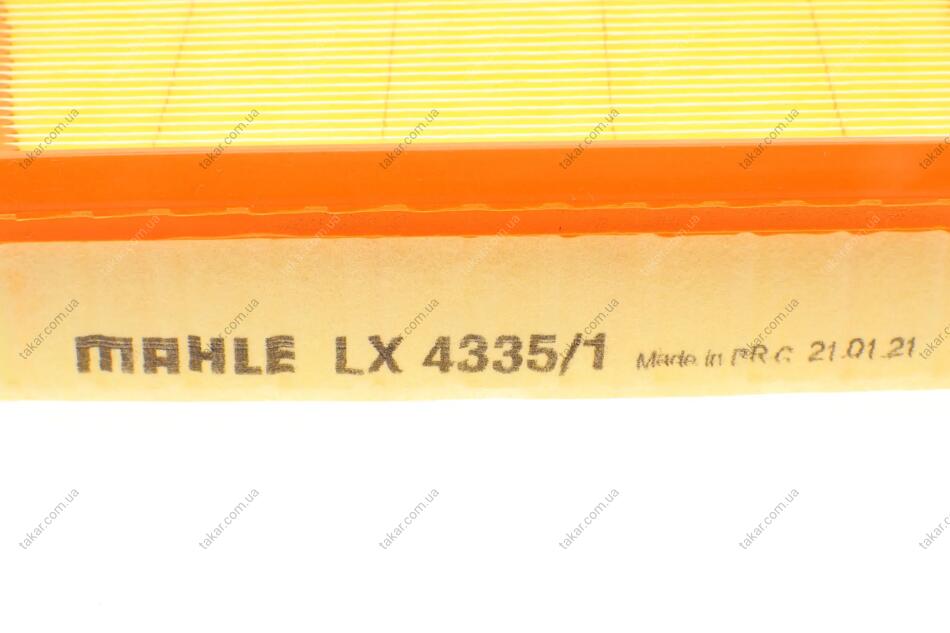 MAHLE LX 4335/1 Made in P.R.C. 21.01.21
takar.com.ua